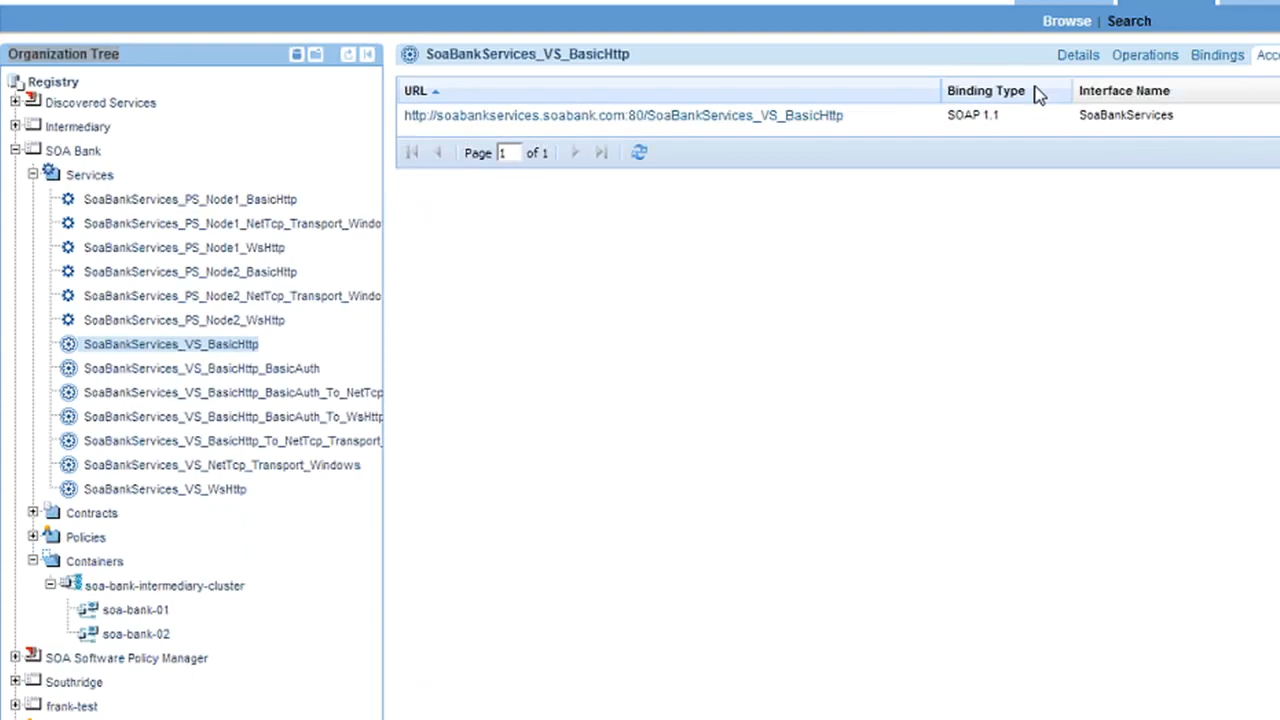 Browse | Search
Organization Tree
Registry
Discovered Services
Intermediary
SOA Bank
Services
SoaBankServices_PS_Node1_BasicHttp
SoaBankServices_PS_Node1_NetTcp_Transport_Windo
SoaBankServices_PS_Node1_WsHttp
SoaBankServices_PS_Node2_BasicHttp
SoaBankServices_PS_Node2_NetTcp_Transport_Windo
SoaBankServices_PS_Node2_WsHttp
SoaBankServices_VS_BasicHttp
SoaBankServices_VS_BasicHttp_BasicAuth
SoaBankServices_VS_BasicHttp_BasicAuth_To_NetTcp
SoaBankServices_VS_BasicHttp_BasicAuth_To_WsHttp
SoaBankServices_VS_BasicHttp_To_NetTcp_Transport_
SoaBankServices_VS_NetTcp_Transport_Windows
SoaBankServices_VS_WsHttp
Contracts
Policies
Containers
soa-bank-intermediary-cluster
soa-bank-01
soa-bank-02
SOA Software Policy Manager
Southridge
frank-test
SoaBankServices_VS_BasicHttp
Details Operations Bindings Acc
URL Binding Type Interface Name
http://soabankservices.soabank.com:80/SoaBankServices_VS_BasicHttp SOAP 1.1 SoaBankServices
Page 1 of 1